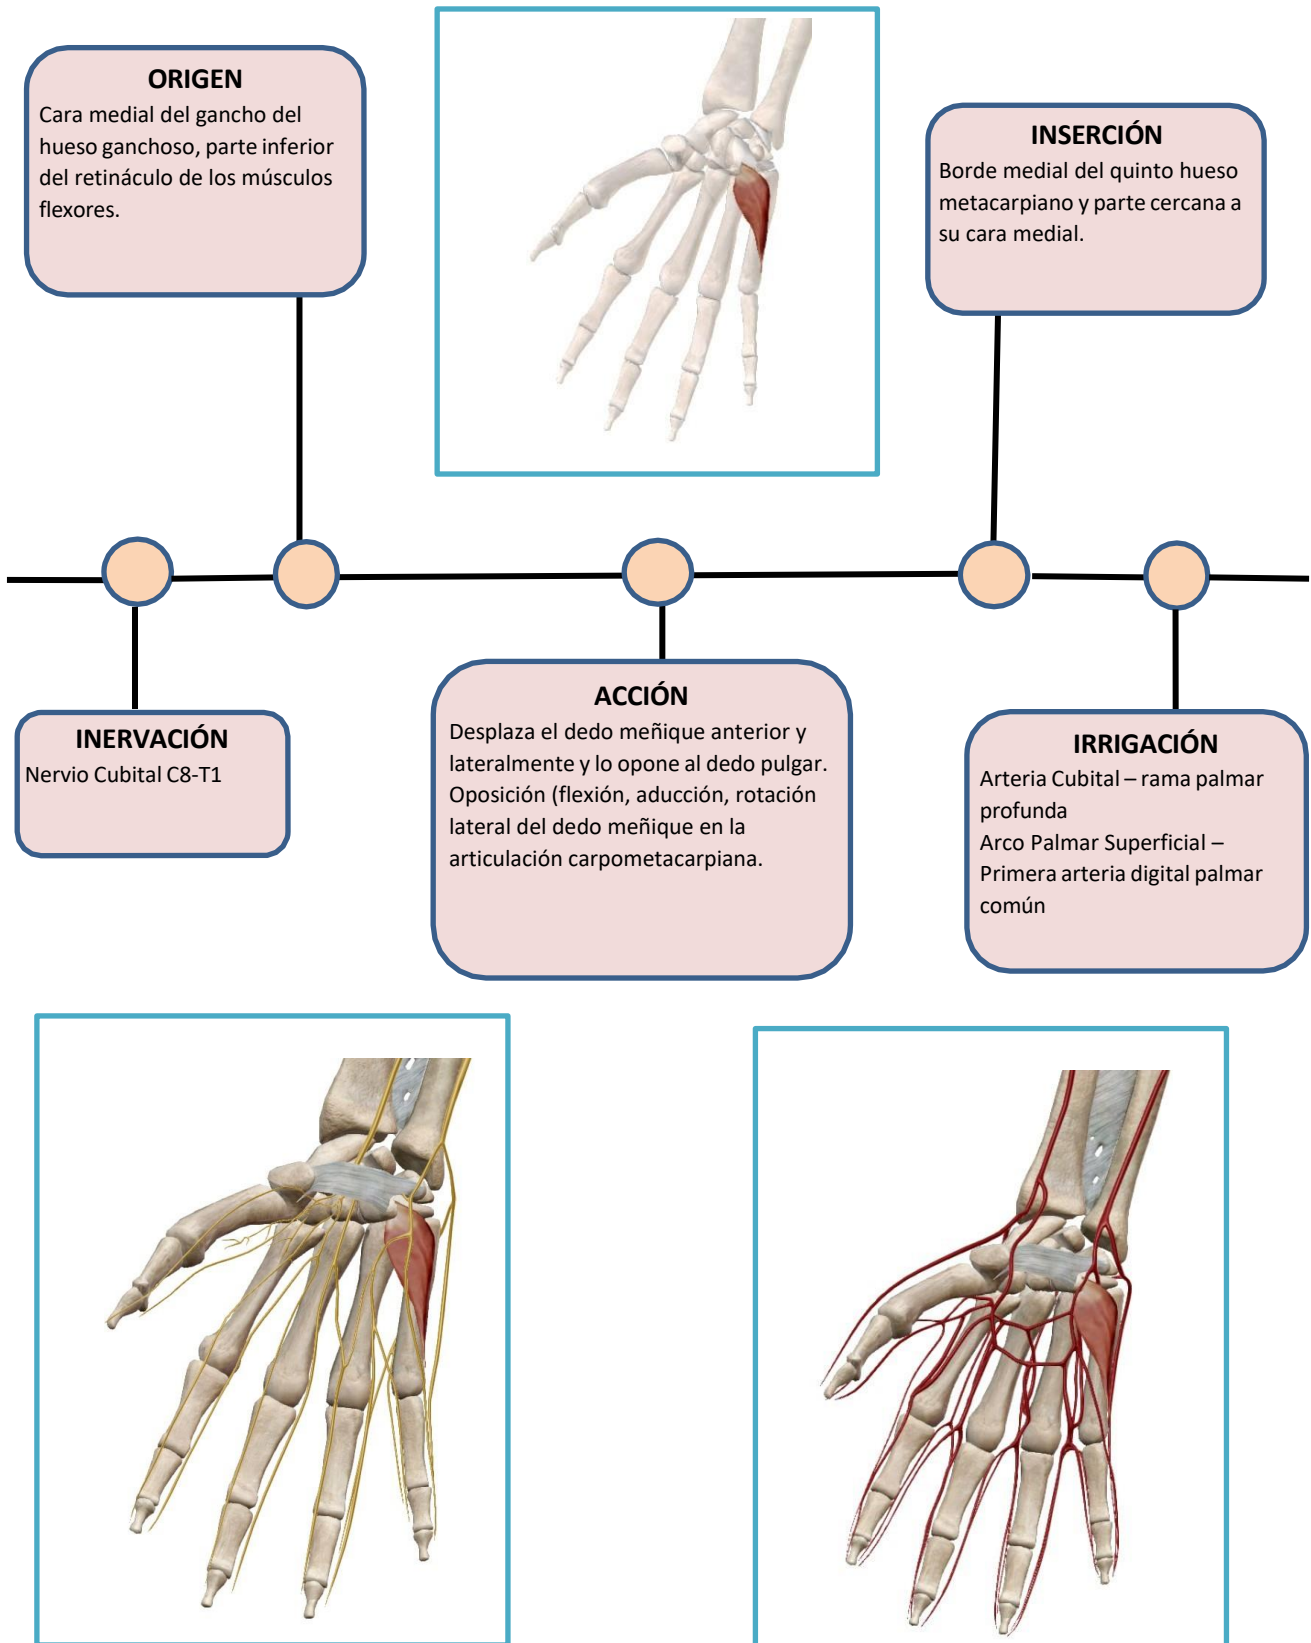 ORIGEN
Cara medial del gancho del
hueso ganchoso, parte inferior
del retináculo de los músculos
flexores.
INSERCIÓN
Borde medial del quinto hueso
metacarpiano y parte cercana a
su cara medial.
INERVACIÓN
Nervio Cubital C8-T1
ACCIÓN
Desplaza el dedo meñique anterior y
lateralmente y lo opone al dedo pulgar.
Oposición (flexión, aducción, rotación
lateral del dedo meñique en la
articulación carpometacarpiana.
IRRIGACIÓN
Arteria Cubital – rama palmar
profunda
Arco Palmar Superficial –
Primera arteria digital palmar
común